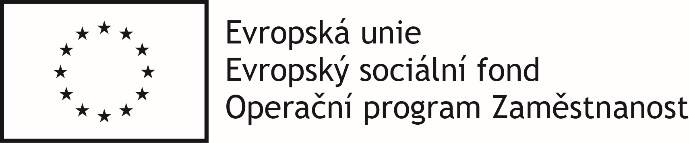 Evropská unie
Evropský sociální fond
Operační program Zaměstnanost